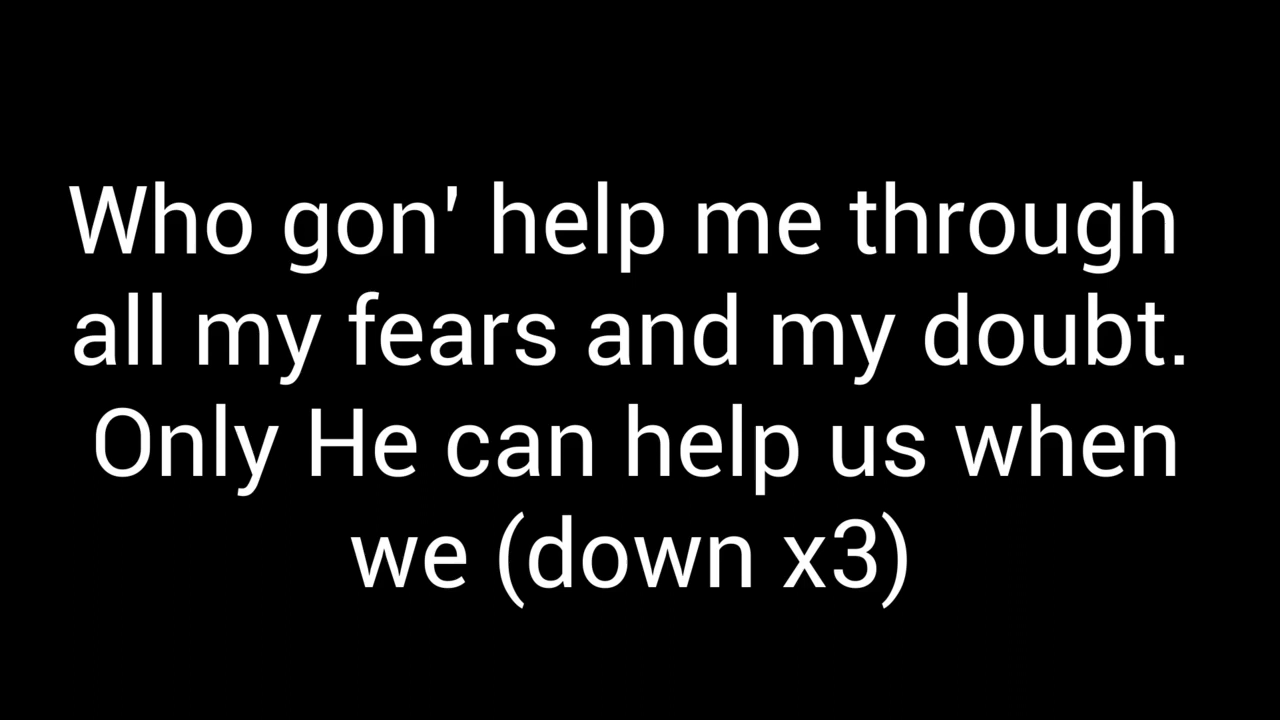 Who gon' help me through
all my fears and my doubt.
Only He can help us when
we (down x3)